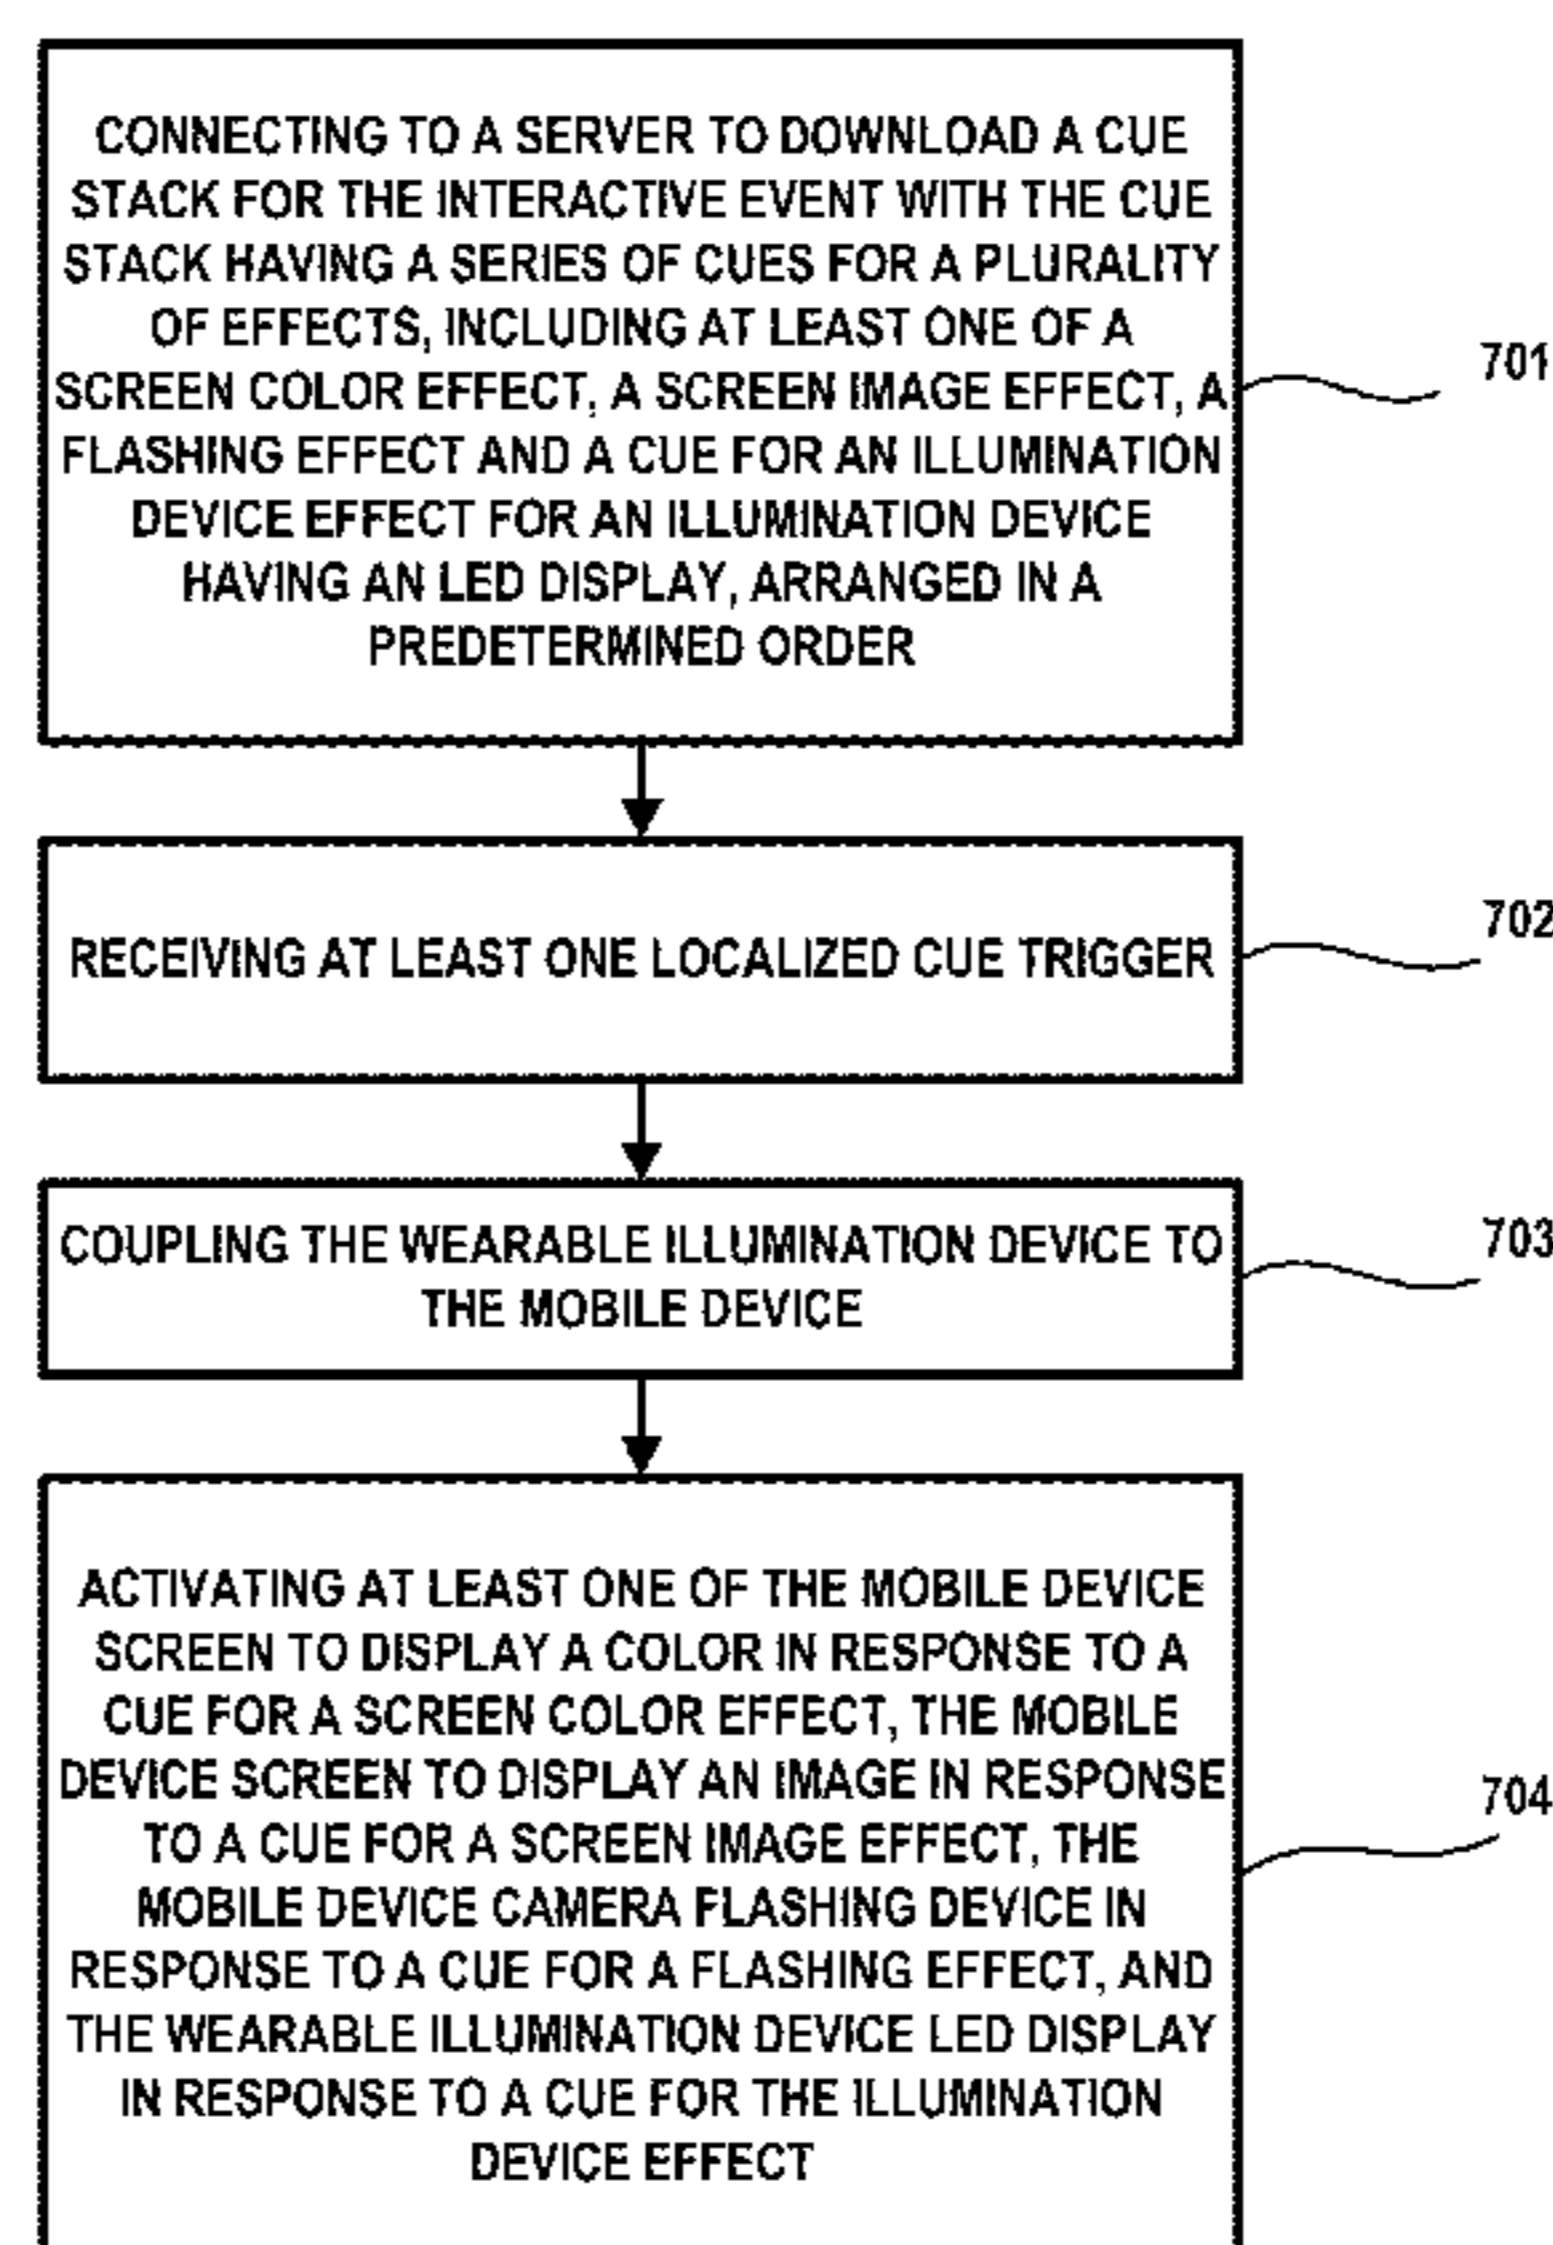 CONNECTING TO A SERVER TO DOWNLOAD A CUE
STACK FOR THE INTERACTIVE EVENT WITH THE CUE
STACK HAVING A SERIES OF CUES FOR A PLURALITY
OF EFFECTS, INCLUDING AT LEAST ONE OF A
SCREEN COLOR EFFECT, A SCREEN IMAGE EFFECT, A
FLASHING EFFECT AND A CUE FOR AN ILLUMINATION
DEVICE EFFECT FOR AN ILLUMINATION DEVICE
HAVING AN LED DISPLAY, ARRANGED IN A
PREDETERMINED ORDER
701
RECEIVING AT LEAST ONE LOCALIZED CUE TRIGGER
702
COUPLING THE WEARABLE ILLUMINATION DEVICE TO
THE MOBILE DEVICE
703
ACTIVATING AT LEAST ONE OF THE MOBILE DEVICE
SCREEN TO DISPLAY A COLOR IN RESPONSE TO A
CUE FOR A SCREEN COLOR EFFECT, THE MOBILE
DEVICE SCREEN TO DISPLAY AN IMAGE IN RESPONSE
TO A CUE FOR A SCREEN IMAGE EFFECT, THE
MOBILE DEVICE CAMERA FLASHING DEVICE IN
RESPONSE TO A CUE FOR A FLASHING EFFECT, AND
THE WEARABLE ILLUMINATION DEVICE LED DISPLAY
IN RESPONSE TO A CUE FOR THE ILLUMINATION
DEVICE EFFECT
704